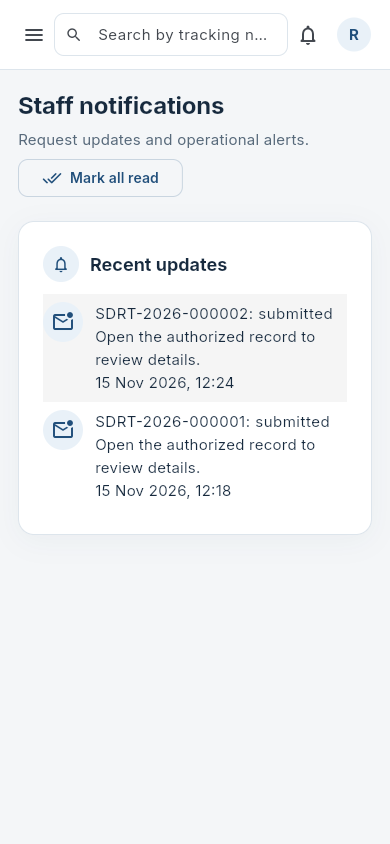 Search by tracking n...
R
Staff notifications
Request updates and operational alerts.
Mark all read
Recent updates
SDRT-2026-000002: submitted
Open the authorized record to
review details.
15 Nov 2026, 12:24
SDRT-2026-000001: submitted
Open the authorized record to
review details.
15 Nov 2026, 12:18